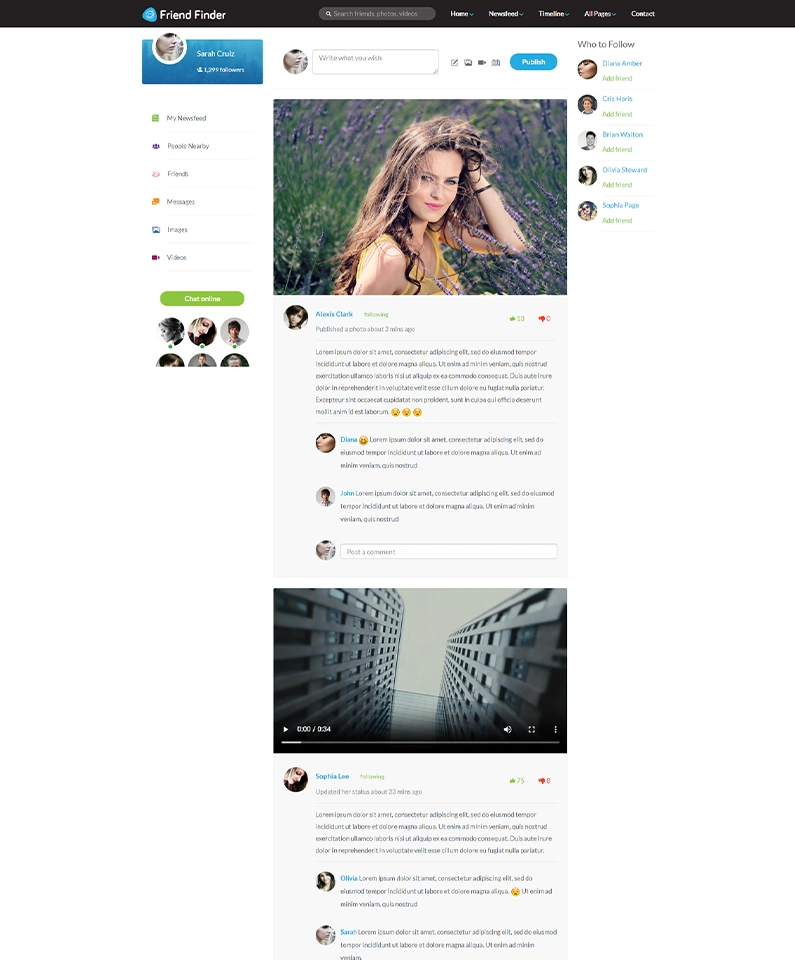 Friend Finder
Search friends, photos, videos
Home
Newsfeed
Timeline
All Pages
Contact
Sarah Cruiz
1,299 followers
My Newsfeed
People Nearby
Friends
Messages
Images
Videos
Chat online
Write what you wish
Publish
Alexis Clark following
13 0
Published a photo about 3 mins ago
Lorem ipsum dolor sit amet, consectetur adipiscing elit, sed do eiusmod tempor
incididunt ut labore et dolore magna aliqua. Ut enim ad minim veniam, quis nostrud
exercitation ullamco laboris nisi ut aliquip ex ea commodo consequat. Duis aute irure
dolor in reprehenderit in voluptate velit esse cillum dolore eu fugiat nulla pariatur.
Excepteur sint occaecat cupidatat non proident, sunt in culpa qui officia deserunt
mollit anim id est laborum. 😥 😥 😥
Diana 😀 Lorem ipsum dolor sit amet, consectetur adipiscing elit, sed do
eiusmod tempor incididunt ut labore et dolore magna aliqua. Ut enim ad
minim veniam, quis nostrud
John Lorem ipsum dolor sit amet, consectetur adipiscing elit, sed do eiusmod
tempor incididunt ut labore et dolore magna aliqua. Ut enim ad minim
veniam, quis nostrud
Post a comment
0:00 / 0:34
Sophia Lee following
75 8
Updated her status about 33 mins ago
Lorem ipsum dolor sit amet, consectetur adipiscing elit, sed do eiusmod tempor
incididunt ut labore et dolore magna aliqua. Ut enim ad minim veniam, quis nostrud
exercitation ullamco laboris nisi ut aliquip ex ea commodo consequat. Duis aute irure
dolor in reprehenderit in voluptate velit esse cillum dolore eu fugiat nulla pariatur.
Olivia Lorem ipsum dolor sit amet, consectetur adipiscing elit, sed do
eiusmod tempor incididunt ut labore et dolore magna aliqua. 😥 Ut enim ad
minim veniam, quis nostrud
Sarah Lorem ipsum dolor sit amet, consectetur adipiscing elit, sed do eiusmod
tempor incididunt ut labore et dolore magna aliqua. Ut enim ad minim
veniam,
Who to Follow
Diana Amber
Add friend
Cris Haris
Add friend
Brian Walton
Add friend
Olivia Steward
Add friend
Sophia Page
Add friend